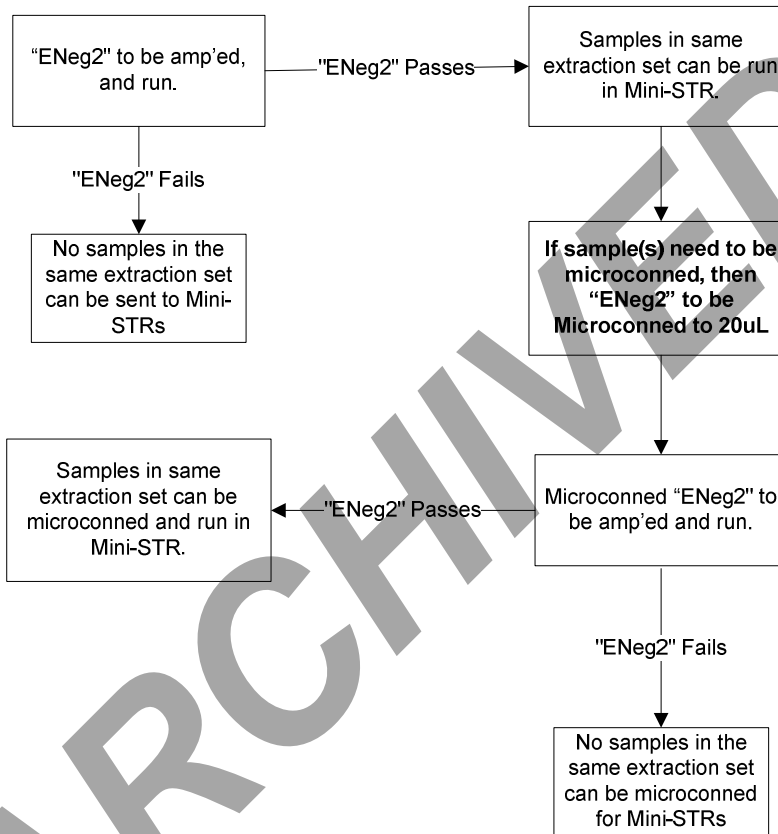 “ENeg2” to be amp’ed,
and run.
"ENeg2" Passes
Samples in same
extraction set can be run
in Mini-STR.
"ENeg2" Fails
No samples in the
same extraction set
can be sent to Mini-
STRs
If sample(s) need to be
microconned, then
“ENeg2” to be
Microconned to 20uL
Samples in same
extraction set can be
microconned and run in
Mini-STR.
"ENeg2" Passes
Microconned “ENeg2” to
be amp’ed and run.
"ENeg2" Fails
No samples in the
same extraction set
can be microconned
for Mini-STRs
ARCHIVED